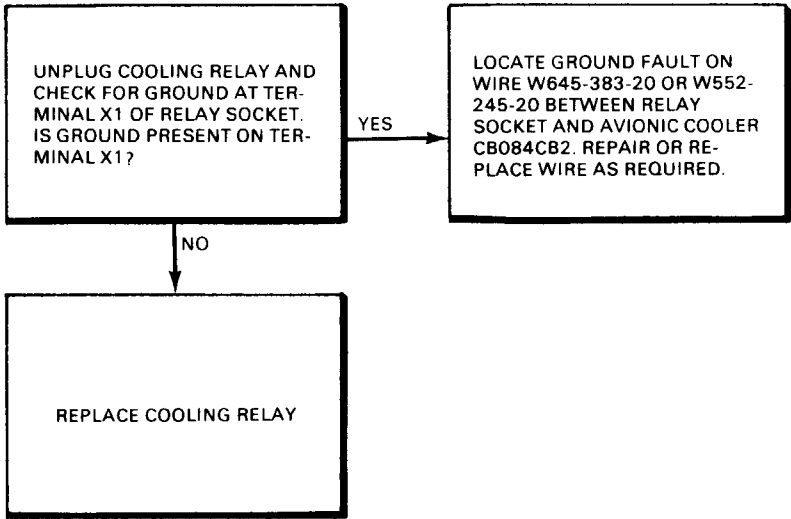 UNPLUG COOLING RELAY AND
CHECK FOR GROUND AT TER-
MINAL X1 OF RELAY SOCKET.
IS GROUND PRESENT ON TER-
MINAL X1?
YES
LOCATE GROUND FAULT ON
WIRE W645-383-20 OR W552-
245-20 BETWEEN RELAY
SOCKET AND AVIONIC COOLER
CB084CB2. REPAIR OR RE-
PLACE WIRE AS REQUIRED.
NO
REPLACE COOLING RELAY